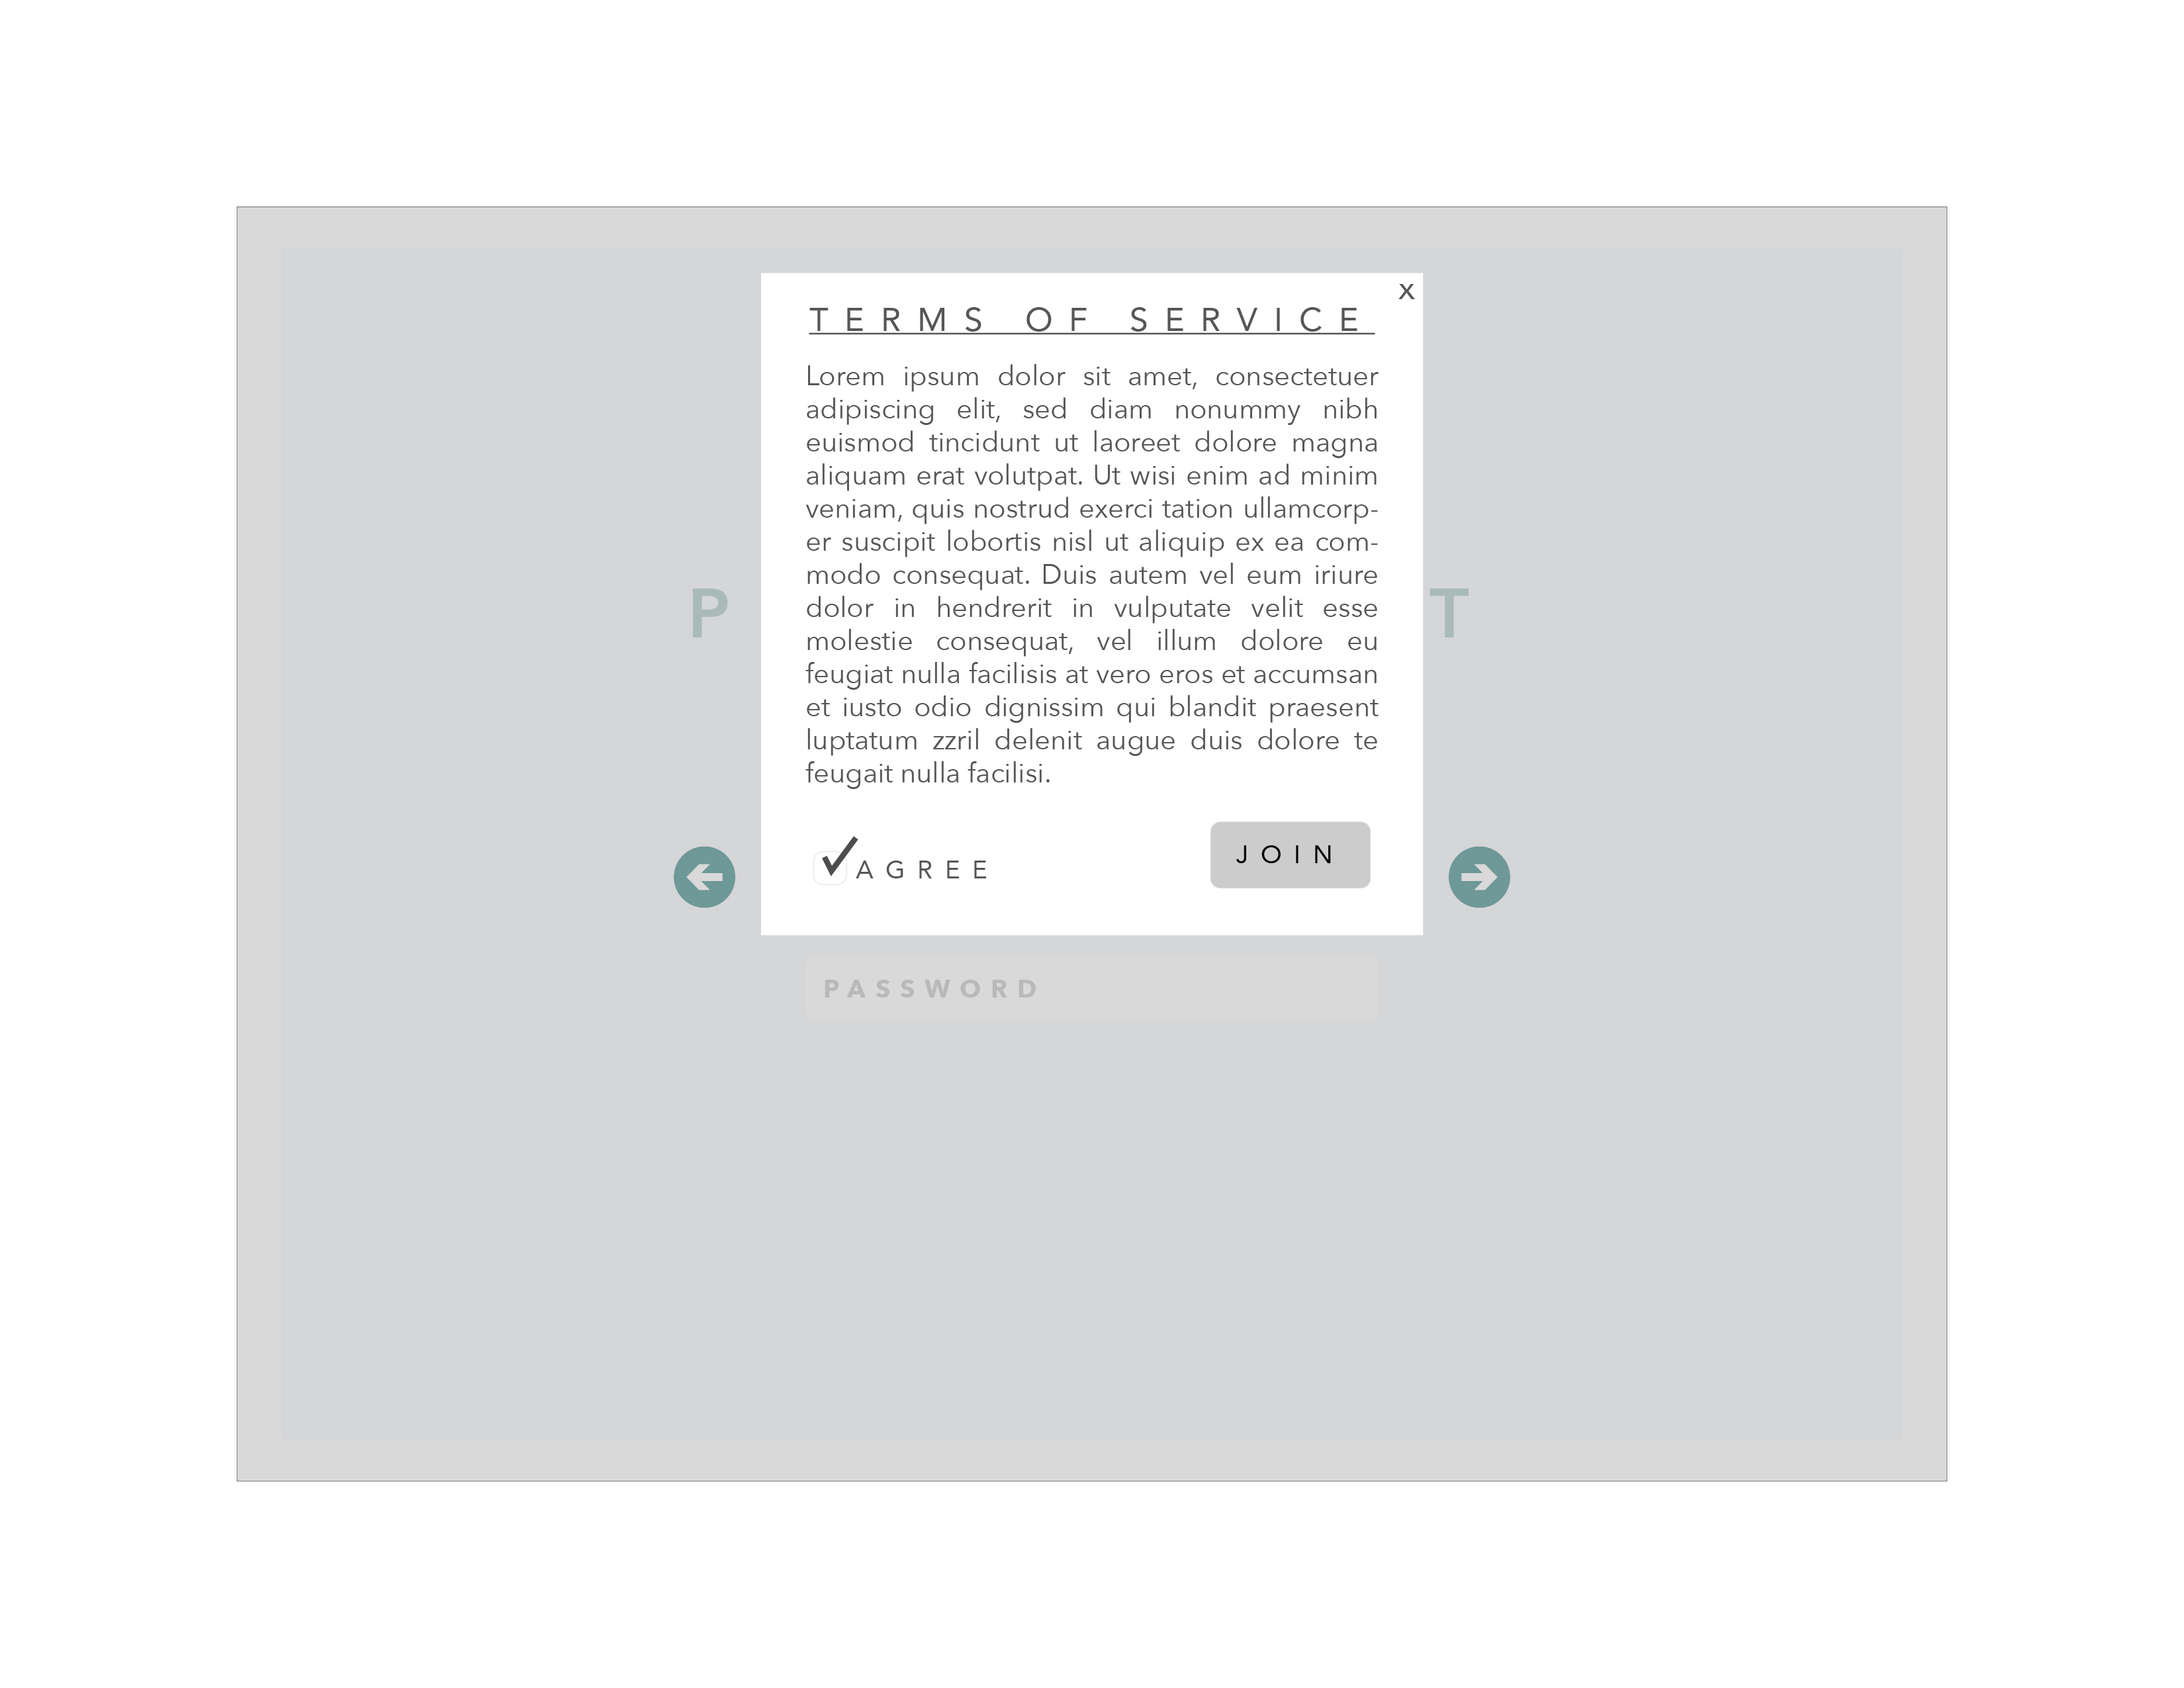 x
TERMS OF SERVICE
Lorem ipsum dolor sit amet, consectetuer
adipiscing elit, sed diam nonummy nibh
euismod tincidunt ut laoreet dolore magna
aliquam erat volutpat. Ut wisi enim ad minim
veniam, quis nostrud exerci tation ullamcorp-
er suscipit lobortis nisl ut aliquip ex ea com-
modo consequat. Duis autem vel eum iriure
dolor in hendrerit in vulputate velit esse
molestie consequat, vel illum dolore eu
feugiat nulla facilisis at vero eros et accumsan
et iusto odio dignissim qui blandit praesent
luptatum zzril delenit augue duis dolore te
feugait nulla facilisi.
P T
AGREE
JOIN
PASSWORD